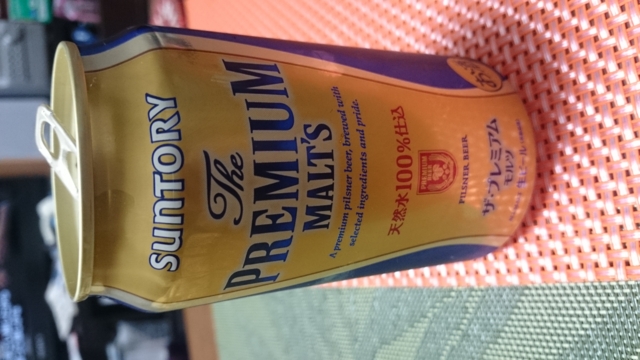 SUNTORY
The
PREMIUM
MALT'S
A premium pilsner beer, brewed with
selected ingredients and pride.
天然水100%仕込
PILSNER BEER
ザ・プレミアム
モルツ